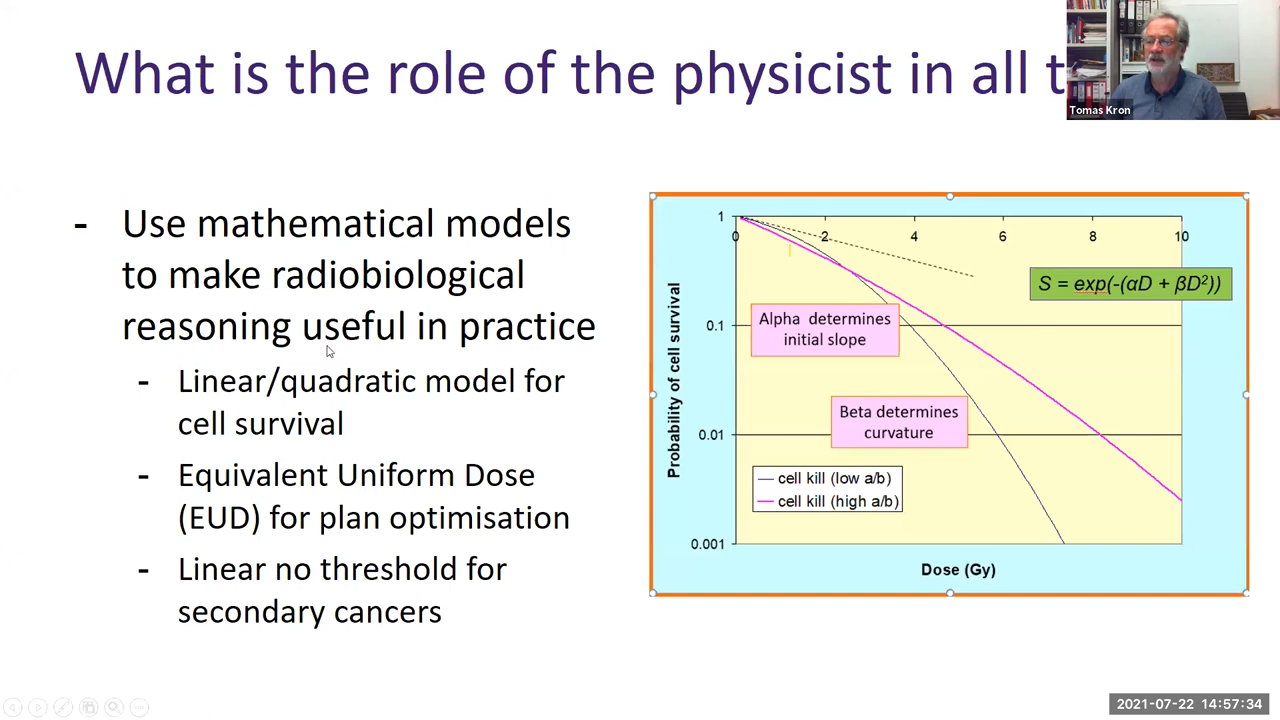 What is the role of the physicist in all t
Tomas Kron
- Use mathematical models
to make radiobiological
reasoning useful in practice
- Linear/quadratic model for
cell survival
- Equivalent Uniform Dose
(EUD) for plan optimisation
- Linear no threshold for
secondary cancers
Probability of cell survival
1
0.1
0.01
0.001
0 2 4 6 8 10
S = exp(-(αD + βD²))
Alpha determines
initial slope
Beta determines
curvature
cell kill (low a/b)
cell kill (high a/b)
Dose (Gy)
2021-07-22 14:57:34